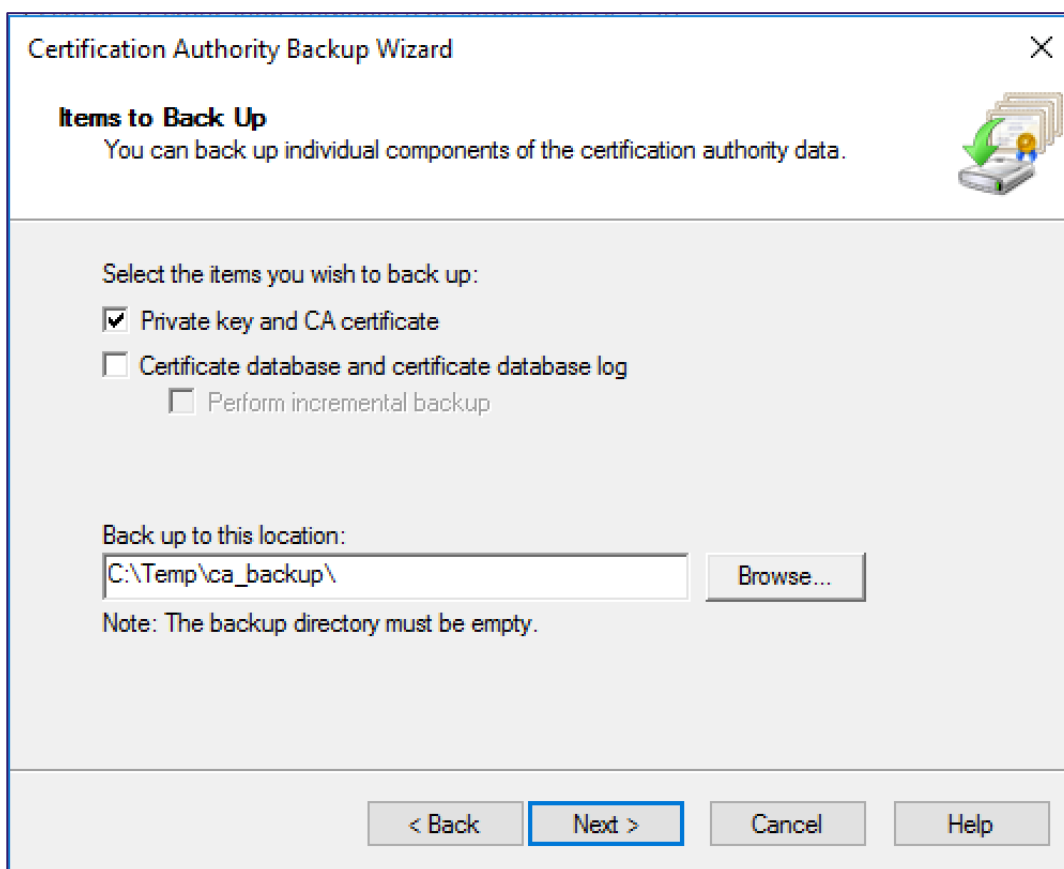 Certification Authority Backup Wizard
Items to Back Up
You can back up individual components of the certification authority data.
Select the items you wish to back up:
Private key and CA certificate
Certificate database and certificate database log
Perform incremental backup
Back up to this location:
C:\Temp\ca_backup\
Browse...
Note: The backup directory must be empty.
< Back
Next >
Cancel
Help